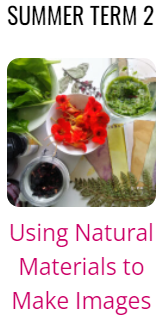 SUMMER TERM 2
Using Natural
Materials to
Make Images